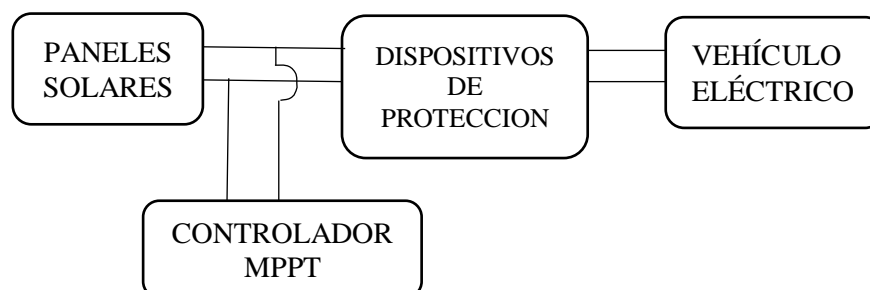 PANELES
SOLARES
DISPOSITIVOS
DE
PROTECCION
VEHÍCULO
ELÉCTRICO
CONTROLADOR
MPPT